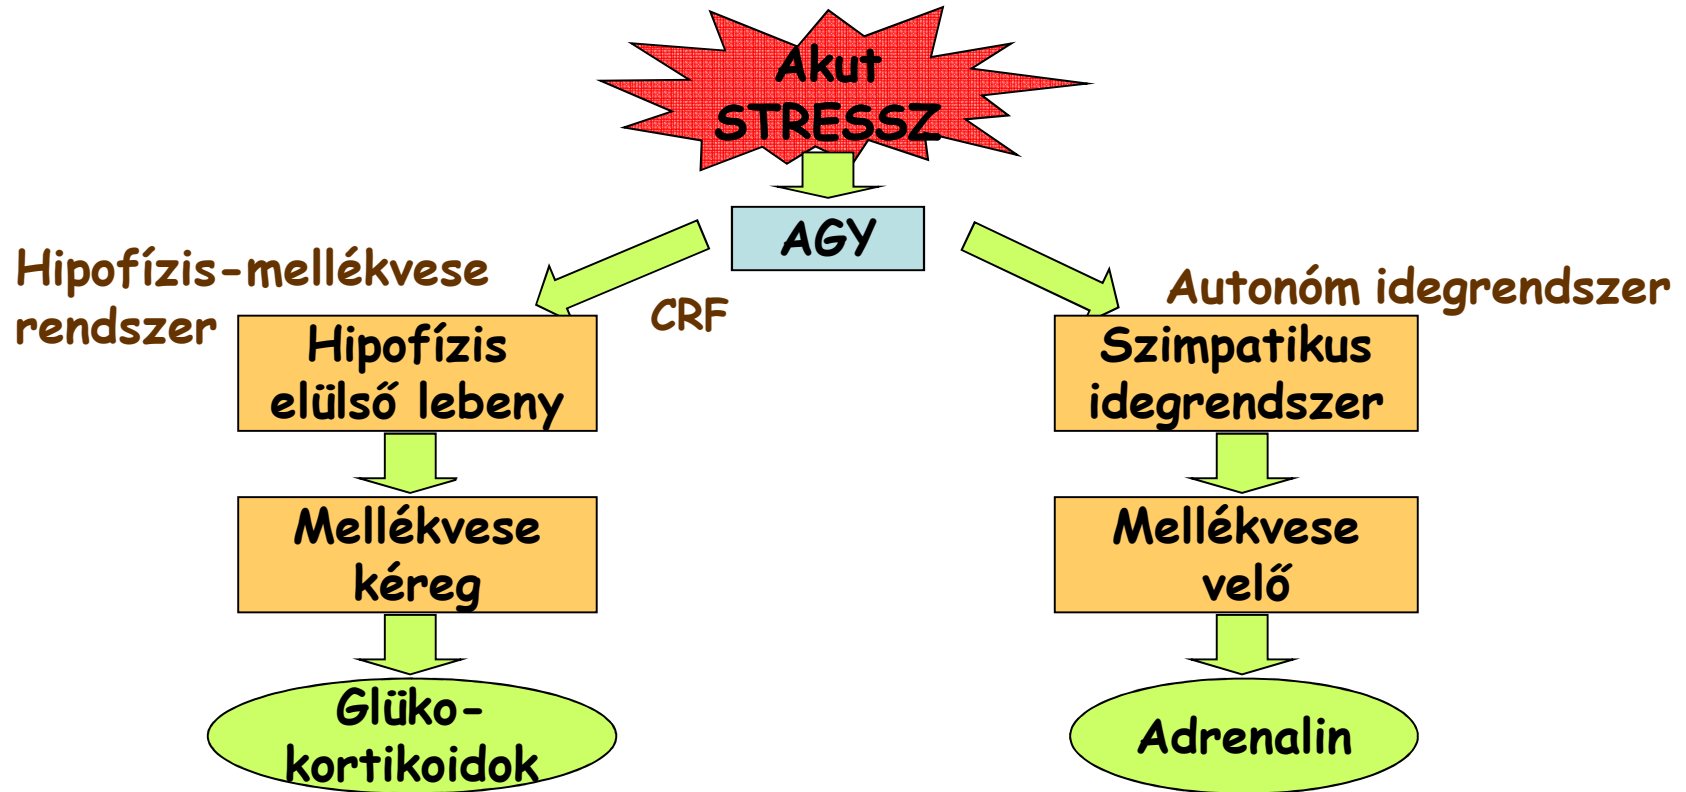 Akut
STRESSZ
AGY
Hipofízis-mellékvese
rendszer
CRF
Autonóm idegrendszer
Hipofízis
elülső lebeny
Szimpatikus
idegrendszer
Mellékvese
kéreg
Mellékvese
velő
Glüko-
kortikoidok
Adrenalin